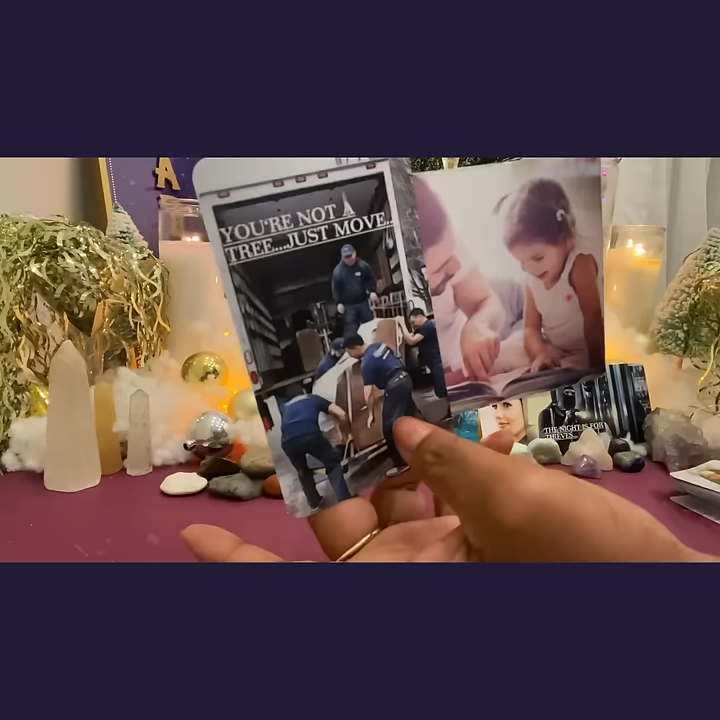 A
YOU'RE NOT A
TREE...JUST MOVE..
THE NIGHT IS FOR
THIEVES...